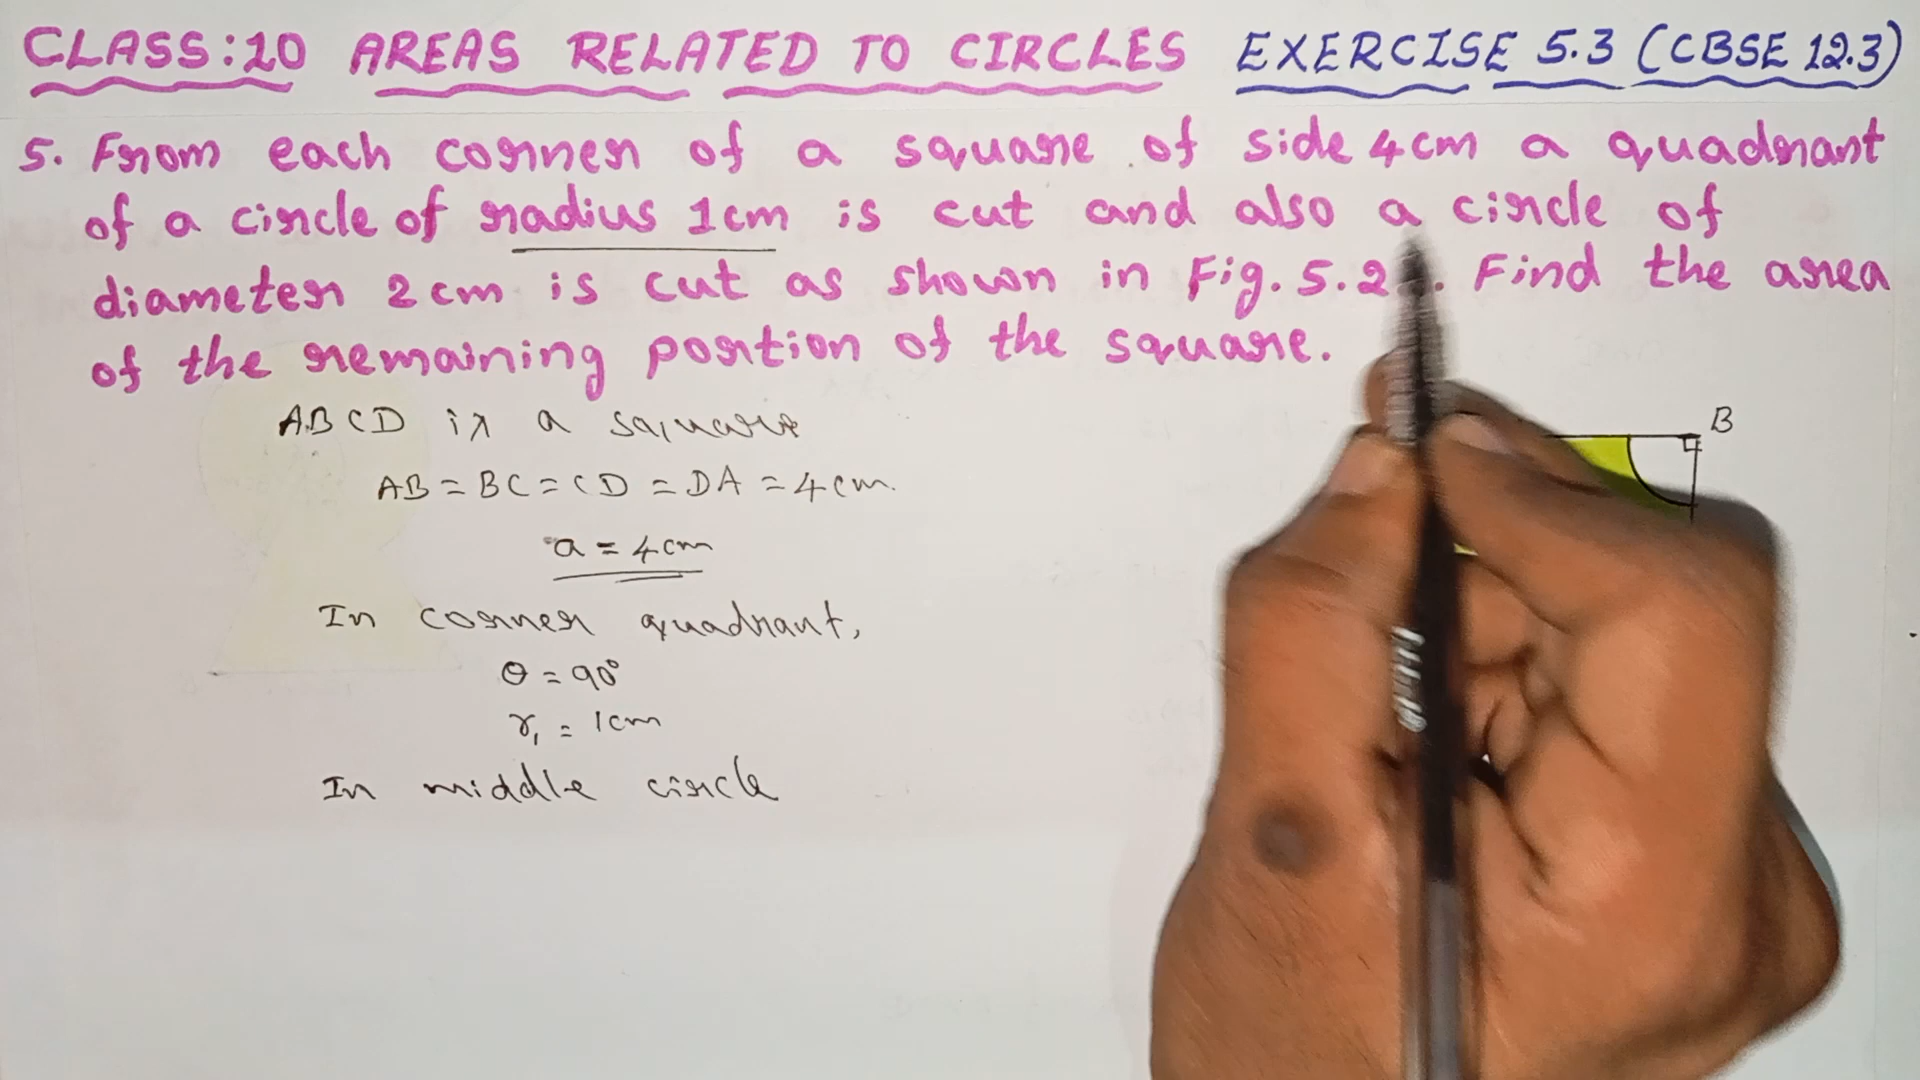 CLASS:10 AREAS RELATED TO CIRCLES EXERCISE 5.3 (CBSE 12.3)
5. From each corner of a square of side 4cm a quadrant
of a circle of radius 1cm is cut and also a circle of
diameter 2cm is cut as shown in Fig. 5.2 . Find the area
of the remaining portion of the square.
ABCD is a square
AB = BC = CD = DA = 4cm.
a = 4cm
In corner quadrant,
θ = 90°
r₁ = 1cm
In middle circle
B